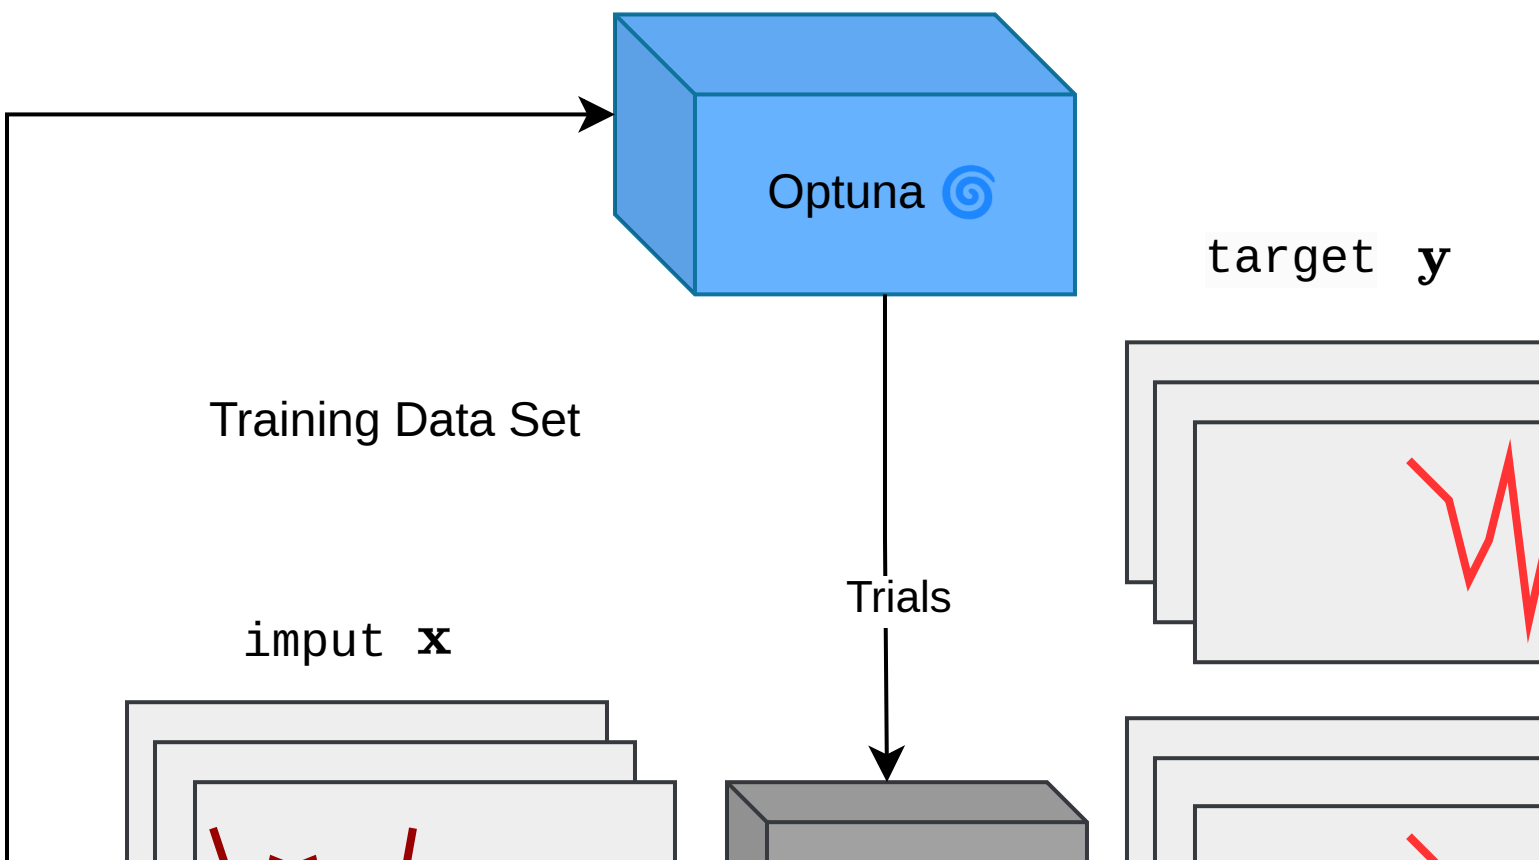 Optuna 🌀
target y
Training Data Set
Trials
imput x